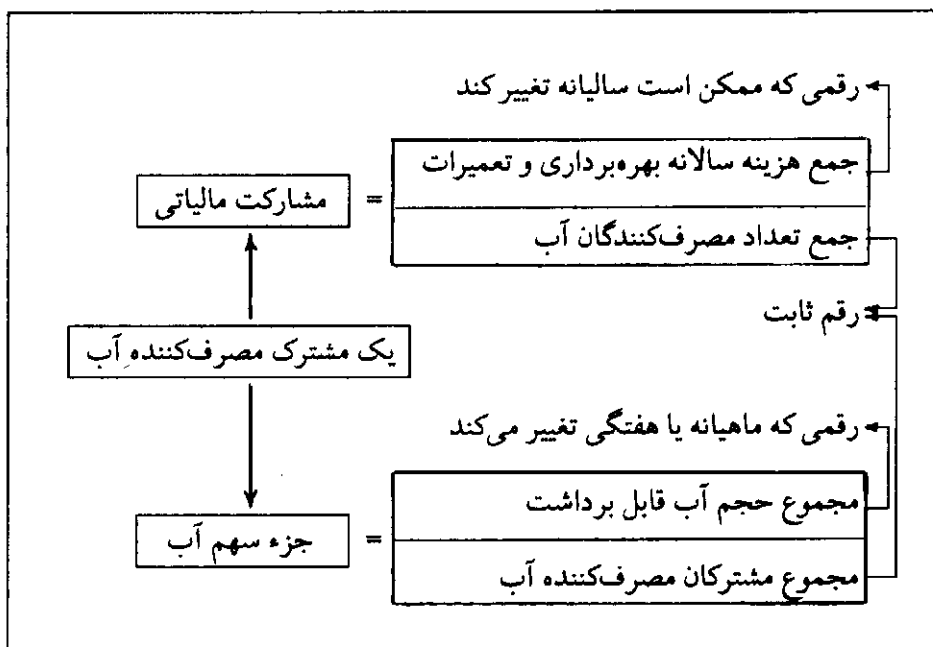 رقمی که ممکن است سالیانه تغییر کند
جمع هزینه سالانه بهره‌برداری و تعمیرات
مشارکت مالیاتی =
جمع تعداد مصرف‌کنندگان آب
رقم ثابت
یک مشترک مصرف‌کننده آب
رقمی که ماهیانه یا هفتگی تغییر می‌کند
مجموع حجم آب قابل برداشت
جزء سهم آب =
مجموع مشترکان مصرف‌کننده آب